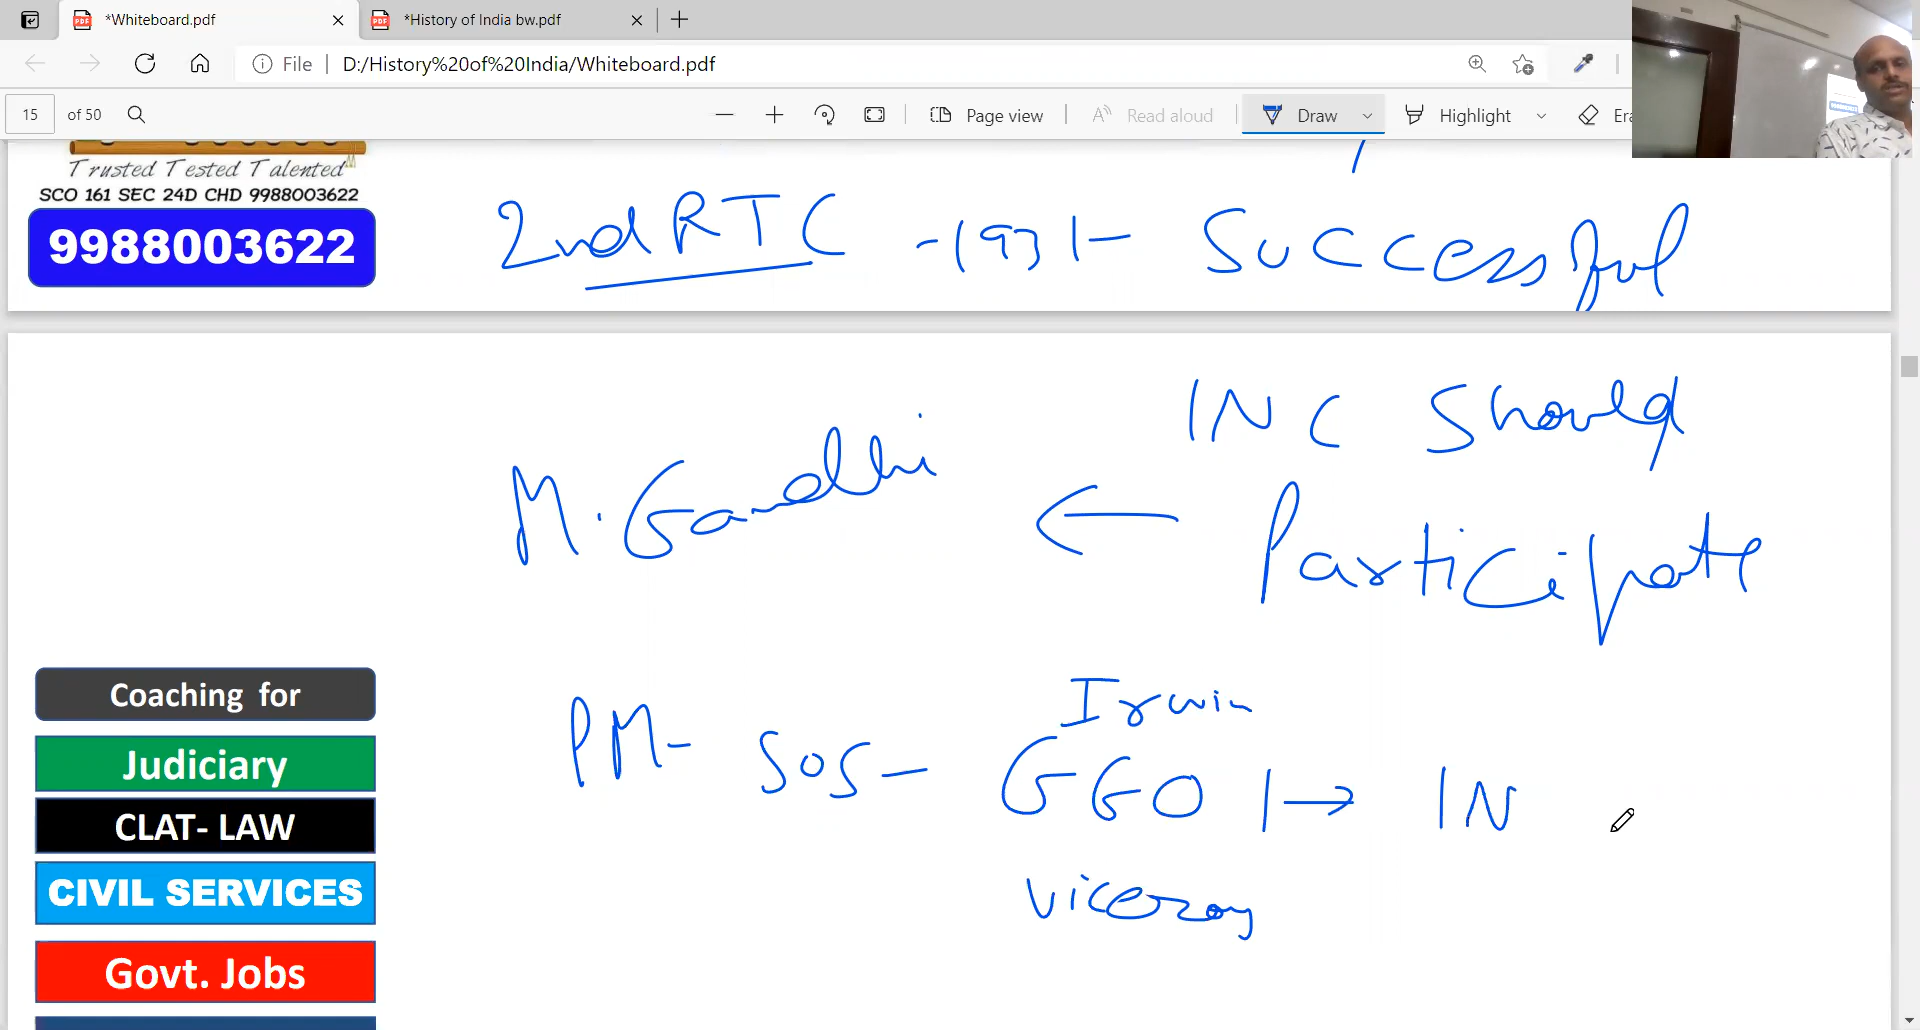 *Whiteboard.pdf
*History of India bw.pdf
File D:/History%20of%20India/Whiteboard.pdf
15 of 50 Page view Read aloud Draw Highlight Era
Trusted Tested Talented
SCO 161 SEC 24D CHD 9988003622
9988003622
2nd RTC - 1931 - Successful
INC should
M. Gandhi ← Participate
Irwin
PM - SOS - GGO I → IN
Viceroy
Coaching for
Judiciary
CLAT- LAW
CIVIL SERVICES
Govt. Jobs